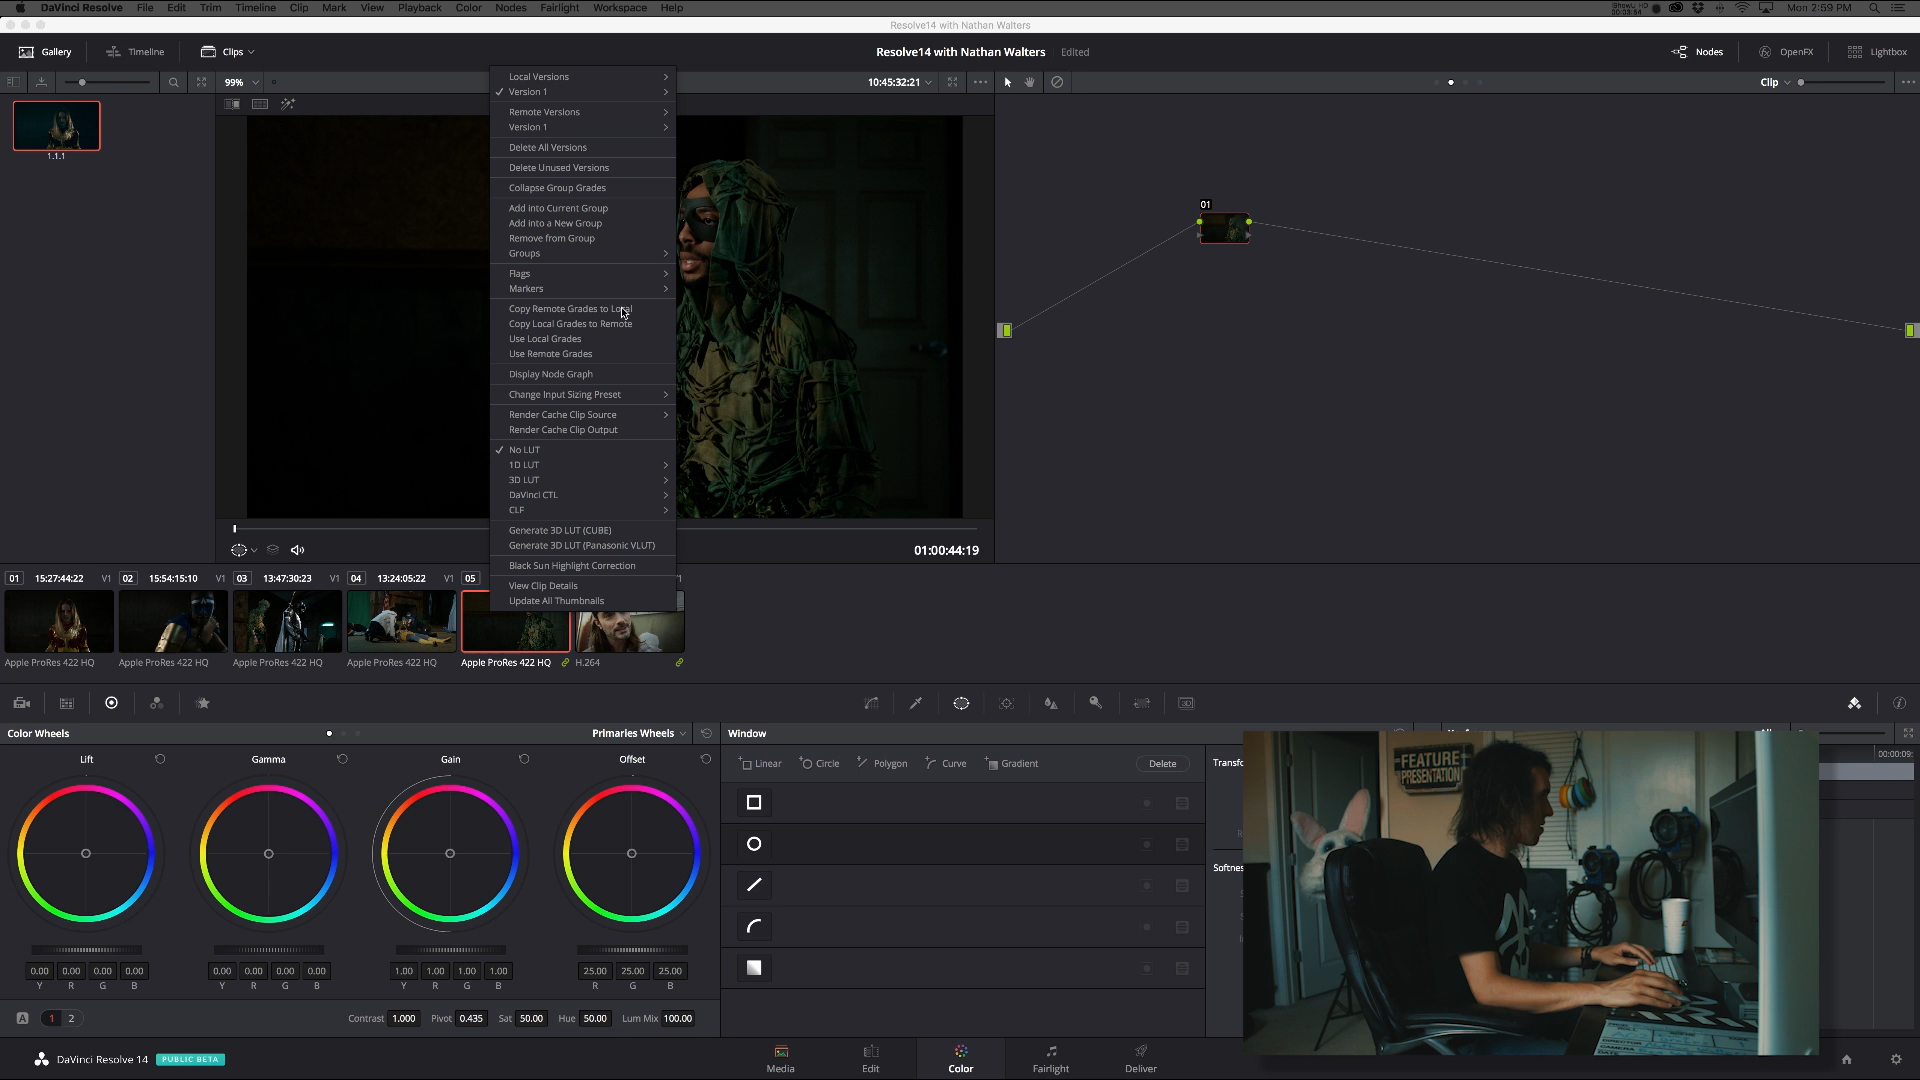 DaVinci Resolve File Edit Trim Timeline Clip Mark View Playback Color Nodes Fairlight Workspace Help
Mon 2:59 PM
Resolve14 with Nathan Walters
Gallery Timeline Clips
Resolve14 with Nathan Walters Edited
Nodes OpenFX Lightbox
99%
10:45:32:21
Clip
1.1.1
Local Versions
Version 1
Remote Versions
Version 1
Delete All Versions
Delete Unused Versions
Collapse Group Grades
Add into Current Group
Add into a New Group
Remove from Group
Groups
Flags
Markers
Copy Remote Grades to Local
Copy Local Grades to Remote
Use Local Grades
Use Remote Grades
Display Node Graph
Change Input Sizing Preset
Render Cache Clip Source
Render Cache Clip Output
No LUT
1D LUT
3D LUT
DaVinci CTL
CLF
Generate 3D LUT (CUBE)
Generate 3D LUT (Panasonic VLUT)
Black Sun Highlight Correction
View Clip Details
Update All Thumbnails
01
01:00:44:19
01 15:27:44:22 V1 02 15:54:15:10 V1 03 13:47:30:23 V1 04 13:24:05:22 V1 05
Apple ProRes 422 HQ Apple ProRes 422 HQ Apple ProRes 422 HQ Apple ProRes 422 HQ Apple ProRes 422 HQ H.264
3D
Color Wheels Primaries Wheels
Window
Lift Gamma Gain Offset
Linear Circle Polygon Curve Gradient Delete
00:00:09:
FEATURE
PRESENTATION
0.00 0.00 0.00 0.00 0.00 0.00 0.00 0.00 1.00 1.00 1.00 1.00 25.00 25.00 25.00
Y R G B Y R G B Y R G B R G B
A 1 2 Contrast 1.000 Pivot 0.435 Sat 50.00 Hue 50.00 Lum Mix 100.00
DaVinci Resolve 14 PUBLIC BETA
Media Edit Color Fairlight Deliver